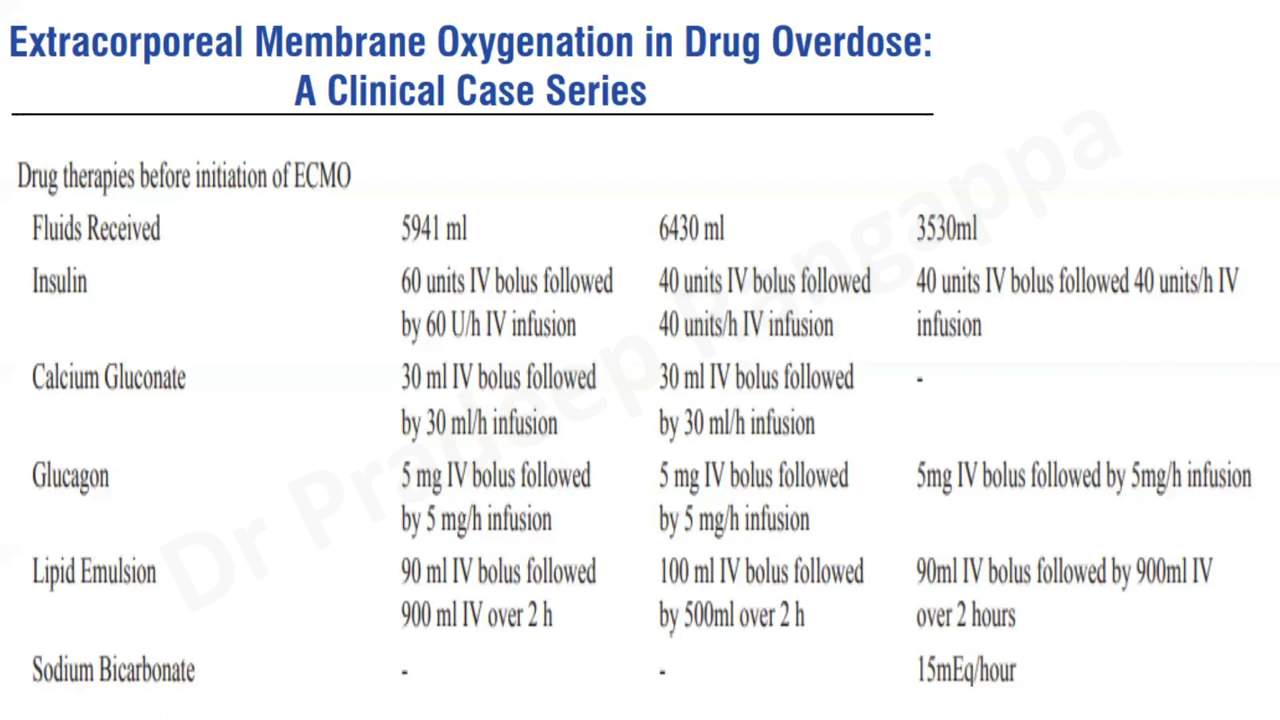 Extracorporeal Membrane Oxygenation in Drug Overdose:
A Clinical Case Series
Drug therapies before initiation of ECMO
Fluids Received 5941 ml 6430 ml 3530ml
Insulin 60 units IV bolus followed 40 units IV bolus followed 40 units IV bolus followed 40 units/h IV
by 60 U/h IV infusion 40 units/h IV infusion infusion
Calcium Gluconate 30 ml IV bolus followed 30 ml IV bolus followed -
by 30 ml/h infusion by 30 ml/h infusion
Glucagon 5 mg IV bolus followed 5 mg IV bolus followed 5mg IV bolus followed by 5mg/h infusion
by 5 mg/h infusion by 5 mg/h infusion
Lipid Emulsion 90 ml IV bolus followed 100 ml IV bolus followed 90ml IV bolus followed by 900ml IV
900 ml IV over 2 h by 500ml over 2 h over 2 hours
Sodium Bicarbonate - - 15mEq/hour
Dr Pradeep Rangappa